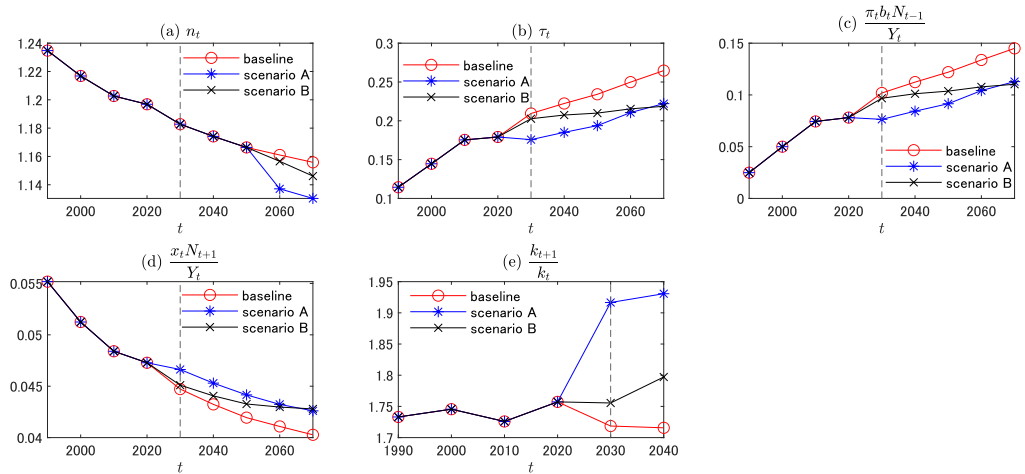 (a) n_t
1.24
1.22
1.2
1.18
1.16
1.14
2000 2020 2040 2060
t
baseline
scenario A
scenario B
(b) τ_t
0.3
0.25
0.2
0.15
0.1
2000 2020 2040 2060
t
baseline
scenario A
scenario B
(c) π_t b_t N_{t−1} / Y_t
0.15
0.1
0.05
0
2000 2020 2040 2060
t
baseline
scenario A
scenario B
(d) x_t N_{t+1} / Y_t
0.055
0.05
0.045
0.04
2000 2020 2040 2060
t
baseline
scenario A
scenario B
(e) k_{t+1} / k_t
1.95
1.9
1.85
1.8
1.75
1.7
1990 2000 2010 2020 2030 2040
t
baseline
scenario A
scenario B